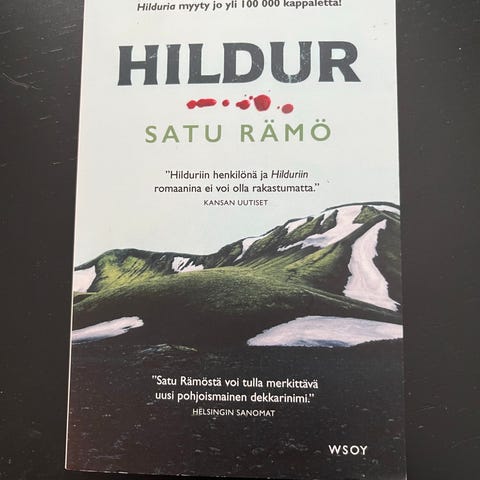 Hilduria myyty jo yli 100 000 kappaletta!
HILDUR
SATU RÄMÖ
"Hilduriin henkilönä ja Hilduriin
romaanina ei voi olla rakastumatta."
KANSAN UUTISET
"Satu Rämöstä voi tulla merkittävä
uusi pohjoismainen dekkarinimi."
HELSINGIN SANOMAT
WSOY